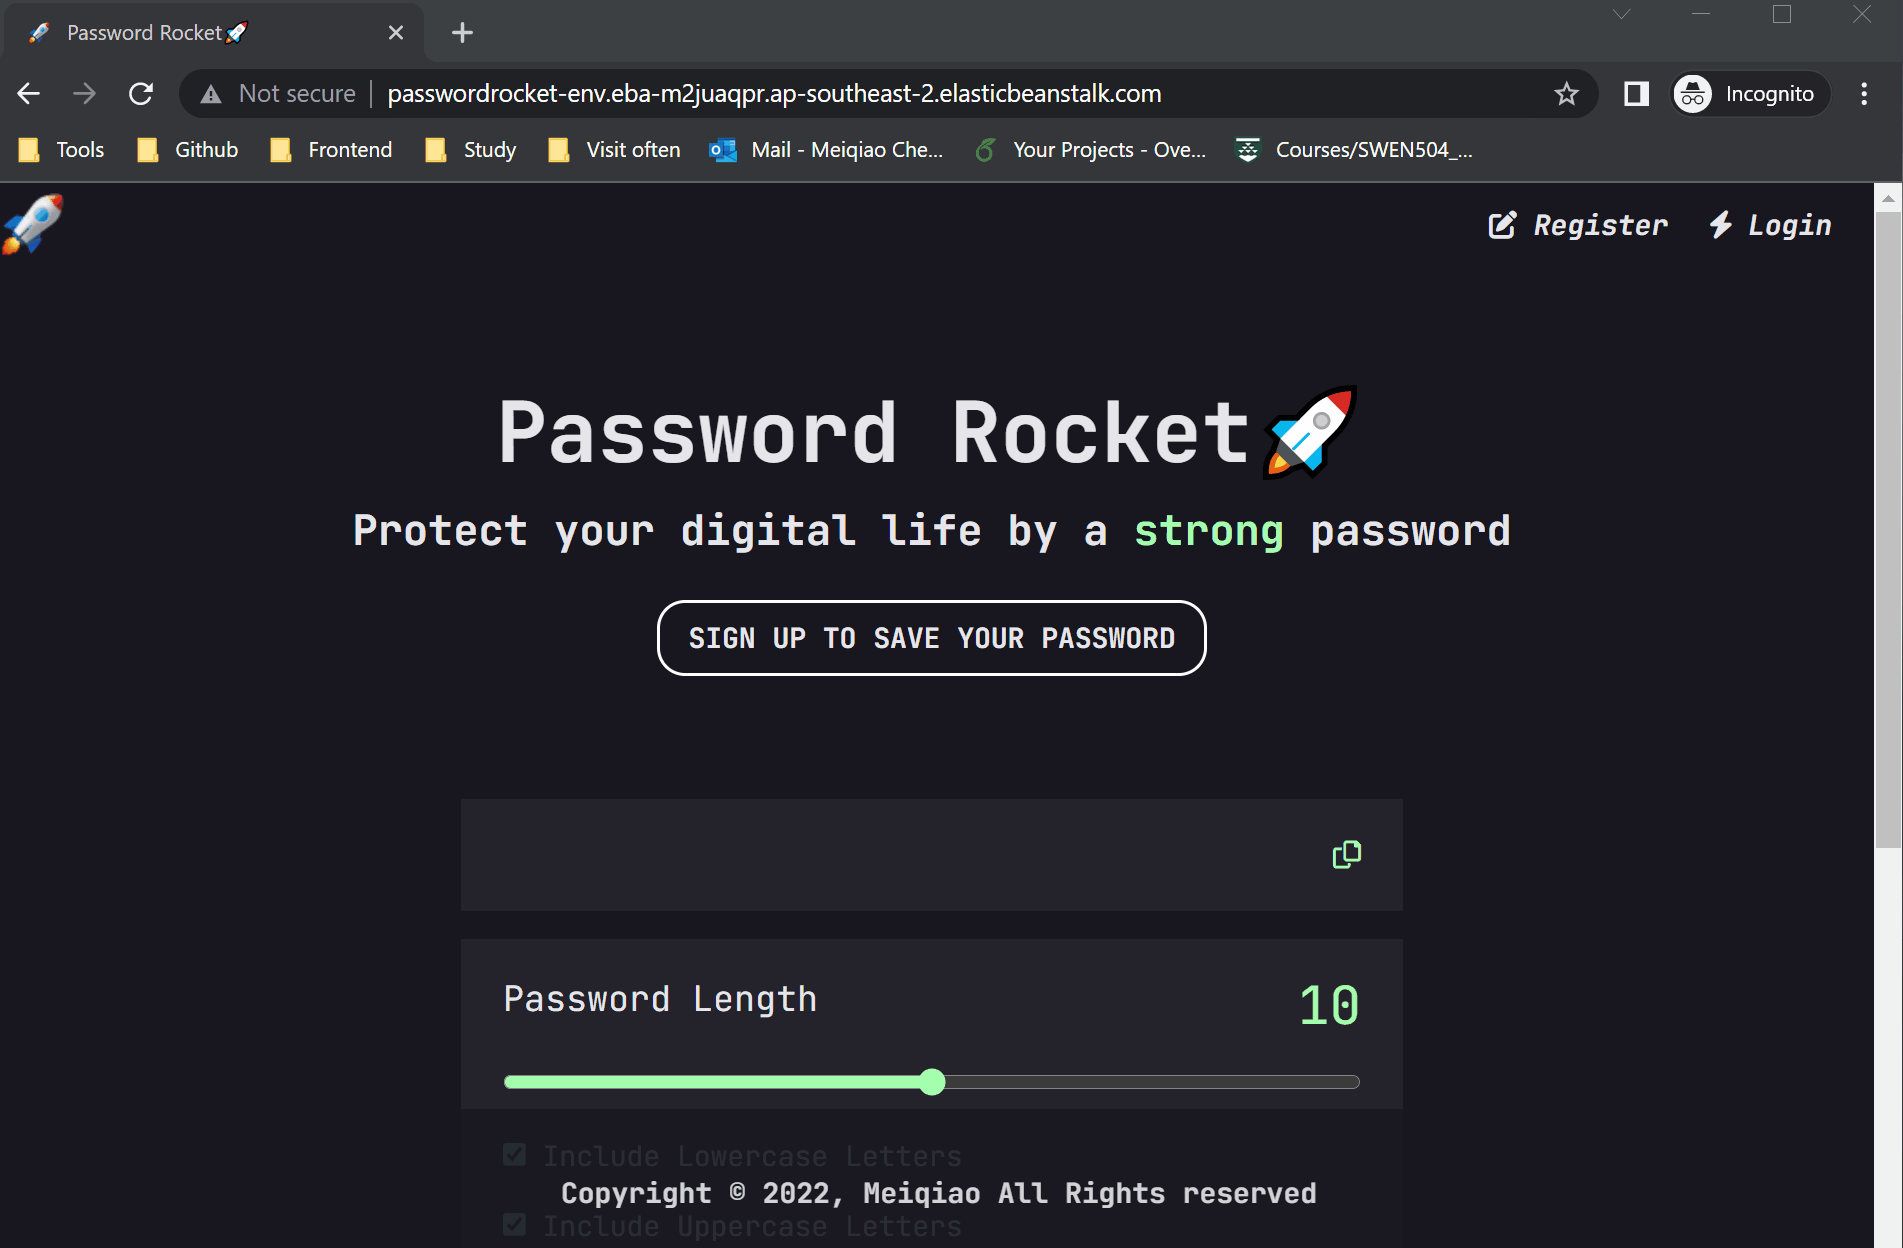 Password Rocket🚀
Not secure | passwordrocket-env.eba-m2juaqpr.ap-southeast-2.elasticbeanstalk.com
Incognito
Tools Github Frontend Study Visit often Mail - Meiqiao Che... Your Projects - Ove... Courses/SWEN504_...
Register Login
Password Rocket🚀
Protect your digital life by a strong password
SIGN UP TO SAVE YOUR PASSWORD
Password Length 10
Include Lowercase Letters
Copyright © 2022, Meiqiao All Rights reserved
Include Uppercase Letters